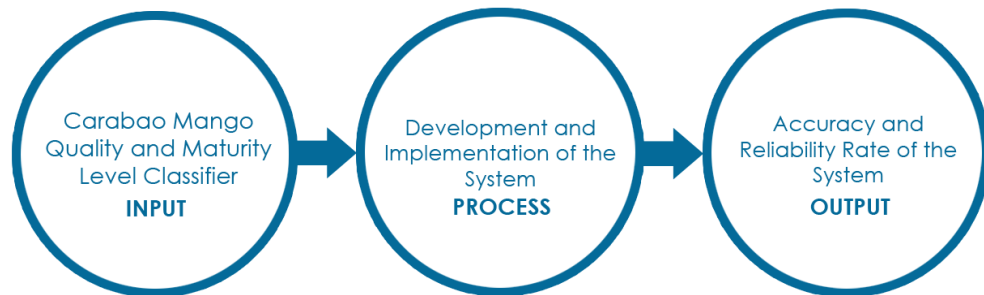 Carabao Mango
Quality and Maturity
Level Classifier
INPUT
Development and
Implementation of the
System
PROCESS
Accuracy and
Reliability Rate of the
System
OUTPUT